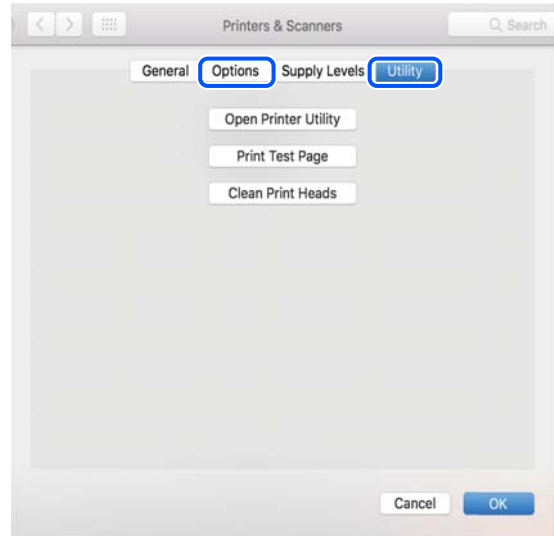 Printers & Scanners
Search
General Options Supply Levels Utility
Open Printer Utility
Print Test Page
Clean Print Heads
Cancel OK